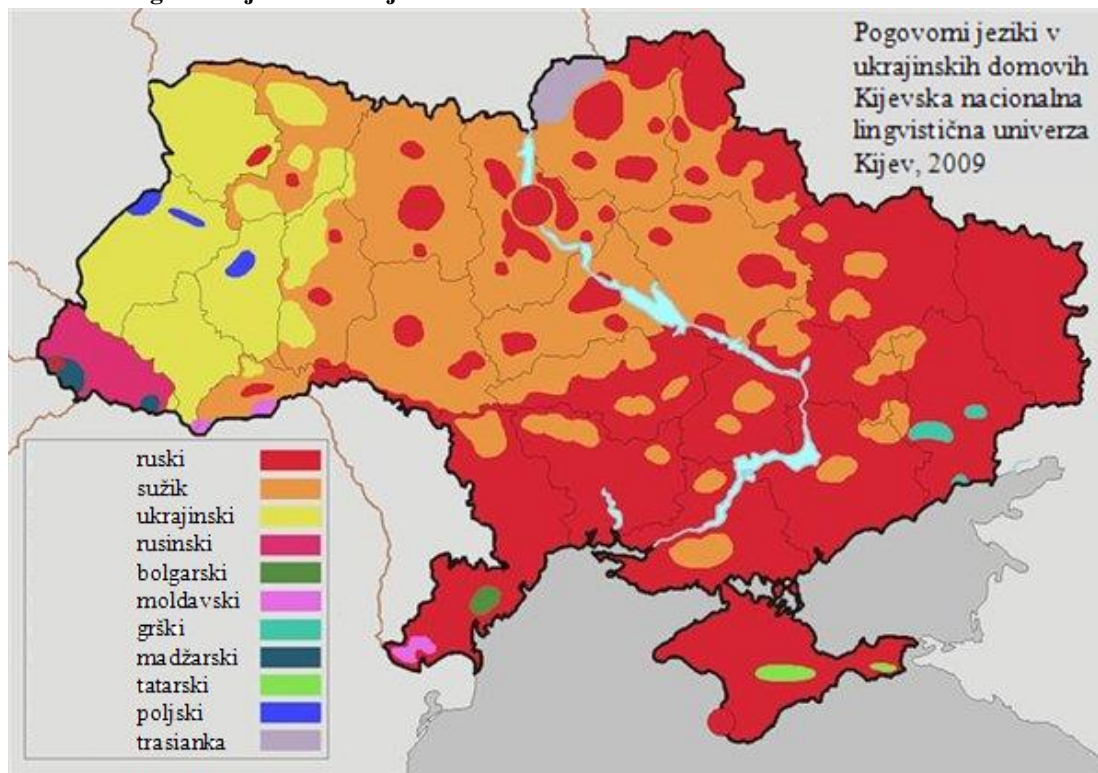 Pogovorni jeziki v
ukrajinskih domovih
Kijevska nacionalna
lingvistična univerza
Kijev, 2009
ruski
sužik
ukrajinski
rusinski
bolgarski
moldavski
grški
madžarski
tatarski
poljski
trasianka